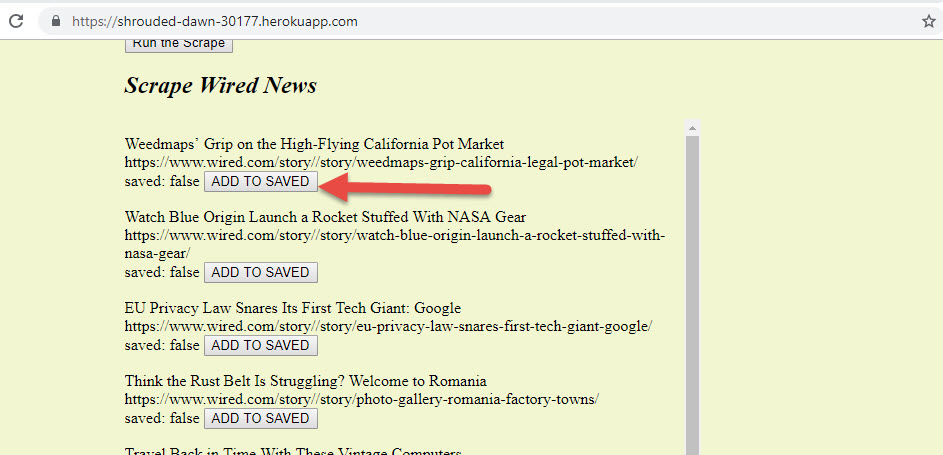 https://shrouded-dawn-30177.herokuapp.com
Run the Scrape
Scrape Wired News
Weedmaps’ Grip on the High-Flying California Pot Market
https://www.wired.com/story//story/weedmaps-grip-california-legal-pot-market/
saved: false ADD TO SAVED
Watch Blue Origin Launch a Rocket Stuffed With NASA Gear
https://www.wired.com/story//story/watch-blue-origin-launch-a-rocket-stuffed-with-
nasa-gear/
saved: false ADD TO SAVED
EU Privacy Law Snares Its First Tech Giant: Google
https://www.wired.com/story//story/eu-privacy-law-snares-first-tech-giant-google/
saved: false ADD TO SAVED
Think the Rust Belt Is Struggling? Welcome to Romania
https://www.wired.com/story//story/photo-gallery-romania-factory-towns/
saved: false ADD TO SAVED
Travel Back in Time With These Vintage Computers